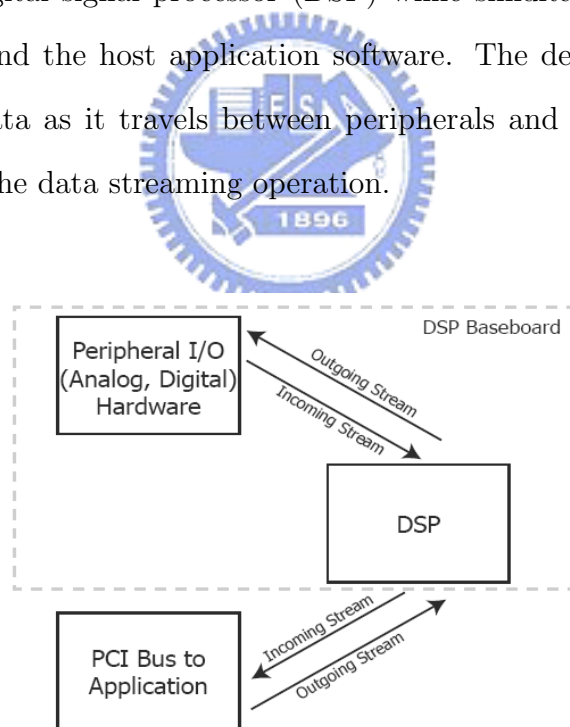 gital signal processor (DSP) while simulta
nd the host application software. The de
ata as it travels between peripherals and
he data streaming operation.
E S A
1896
DSP Baseboard
Peripheral I/O
(Analog, Digital)
Hardware
Outgoing Stream
Incoming Stream
DSP
Incoming Stream
Outgoing Stream
PCI Bus to
Application